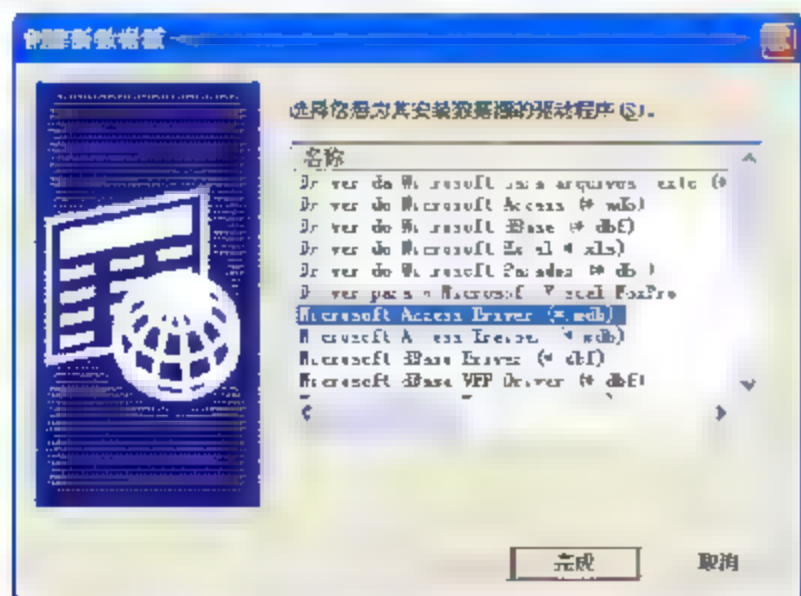 创建新数据源
选择您想为其安装数据源的驱动程序(S)。
名称
Driver do Microsoft para arquivos texto (*
Driver do Microsoft Access (*.mdb)
Driver do Microsoft dBase (*.dbf)
Driver do Microsoft Excel(*.xls)
Driver do Microsoft Paradox (*.db )
Driver para o Microsoft Visual FoxPro
Microsoft Access Driver (*.mdb)
Microsoft Access-Treiber (*.mdb)
Microsoft dBase Driver (*.dbf)
Microsoft dBase VFP Driver (*.dbf)
完成
取消